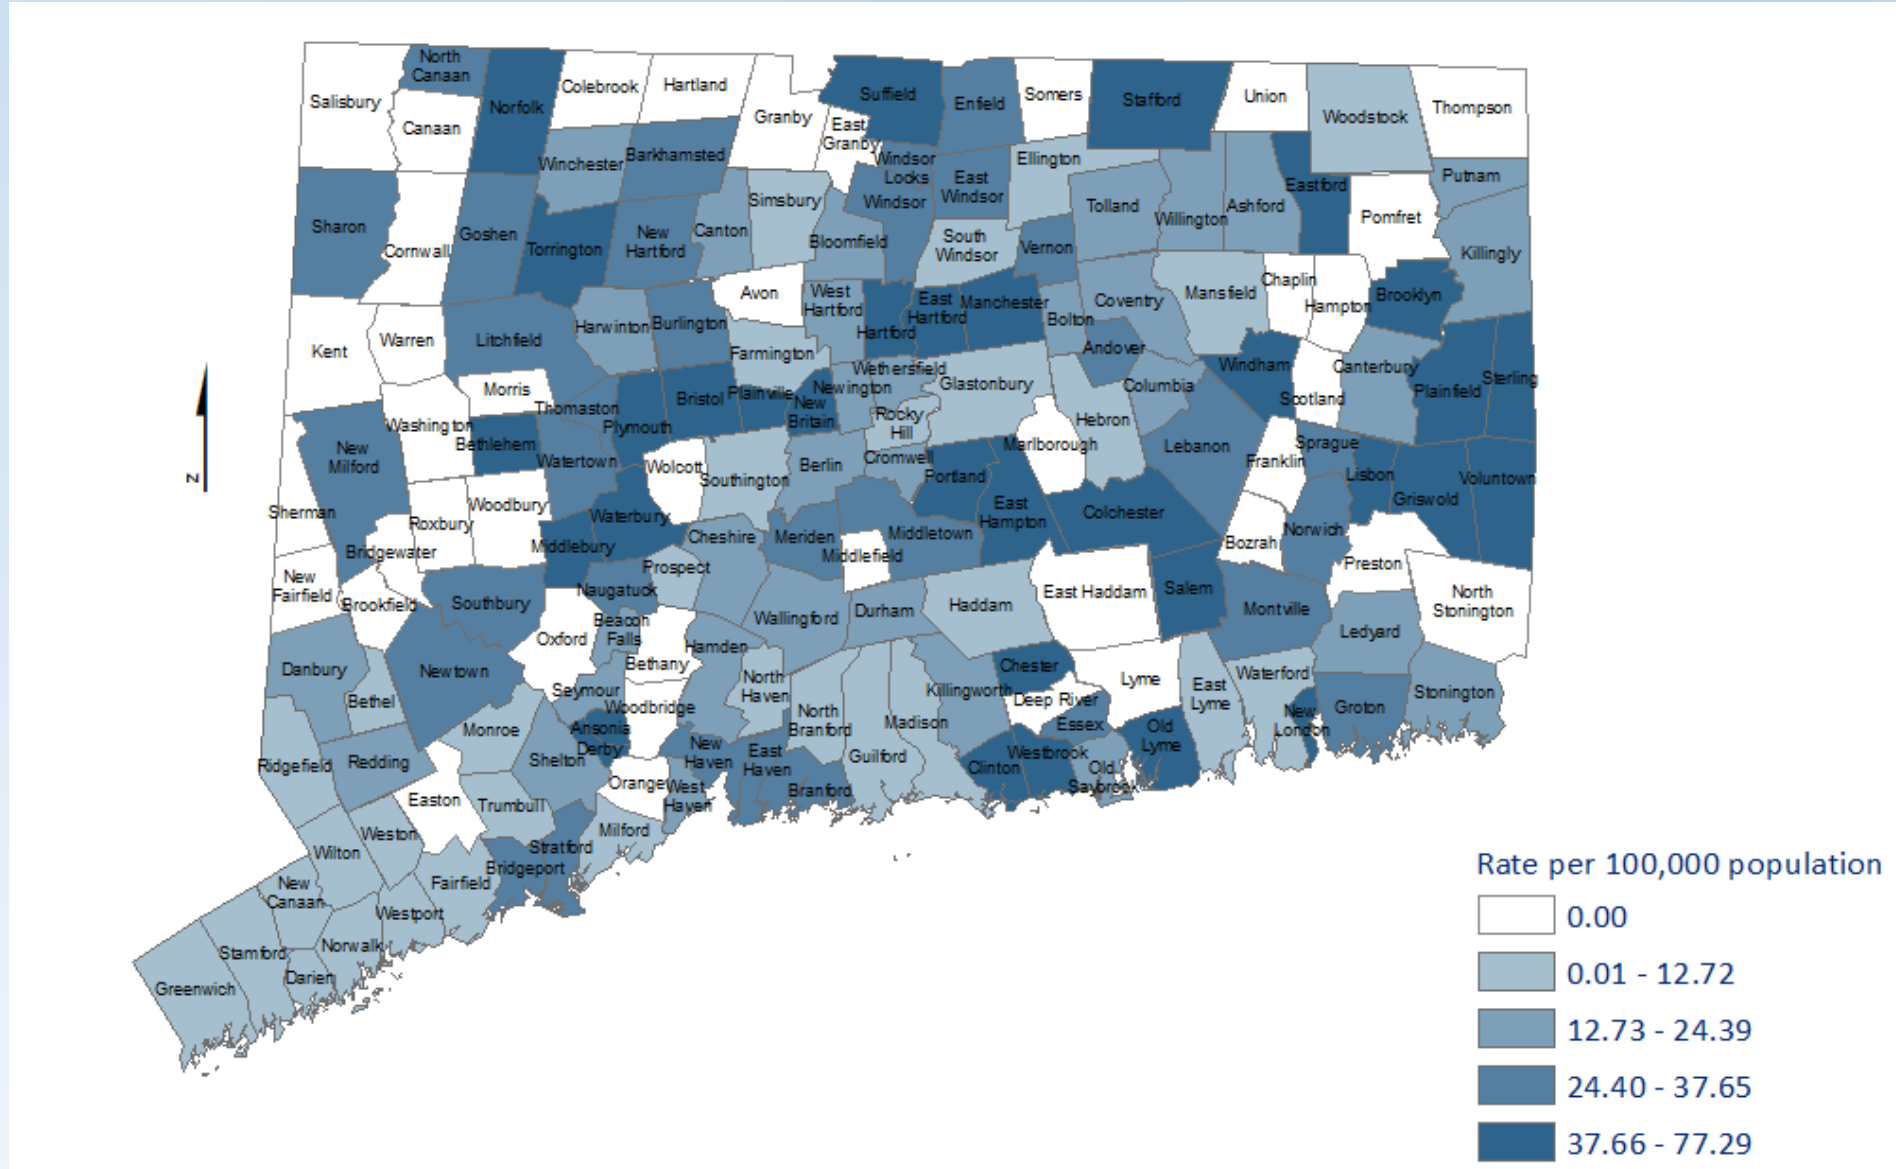 North
Canaan
Salisbury
Canaan
Norfolk
Colebrook
Hartland
Granby
East
Granby
Suffield
Enfield
Somers
Stafford
Union
Woodstock
Thompson
Winchester
Barkhamsted
Windsor
Locks
East
Windsor
Ellington
Eastford
Putnam
Sharon
Cornwall
Goshen
Torrington
New
Hartford
Canton
Simsbury
Bloomfield
Windsor
South
Windsor
Vernon
Tolland
Willington
Ashford
Pomfret
Killingly
Kent
Warren
Litchfield
Harwinton
Burlington
Avon
West
Hartford
Hartford
East
Hartford
Manchester
Bolton
Coventry
Mansfield
Chaplin
Hampton
Brooklyn
Farmington
Andover
Windham
Canterbury
Plainfield
Sterling
Morris
Thomaston
Plymouth
Bristol
Plainville
New
Britain
Newington
Wethersfield
Glastonbury
Rocky
Hill
Columbia
Scotland
New
Milford
Washington
Bethlehem
Watertown
Wolcott
Southington
Berlin
Cromwell
Portland
Marlborough
Hebron
Lebanon
Franklin
Sprague
Lisbon
Griswold
Voluntown
Z
Sherman
Bridgewater
Roxbury
Woodbury
Waterbury
Middlebury
Cheshire
Meriden
Middlefield
Middletown
East
Hampton
Colchester
Bozrah
Norwich
Preston
New
Fairfield
Brookfield
Southbury
Naugatuck
Prospect
Wallingford
Durham
Haddam
East Haddam
Salem
Montville
Ledyard
North
Stonington
Oxford
Beacon
Falls
Bethany
Hamden
Danbury
Bethel
Newtown
Seymour
Woodbridge
North
Haven
North
Branford
Madison
Killingworth
Chester
Deep River
Essex
Lyme
East
Lyme
Waterford
New
London
Groton
Stonington
Ridgefield
Redding
Monroe
Shelton
Ansonia
Derby
New
Haven
East
Haven
Branford
Guilford
Clinton
Westbrook
Old
Saybrook
Old
Lyme
Easton
Trumbull
Orange
West
Haven
Milford
Weston
Wilton
Stratford
Bridgeport
Fairfield
New
Canaan
Westport
Norwalk
Stamford
Darien
Greenwich
Rate per 100,000 population
0.00
0.01 - 12.72
12.73 - 24.39
24.40 - 37.65
37.66 - 77.29